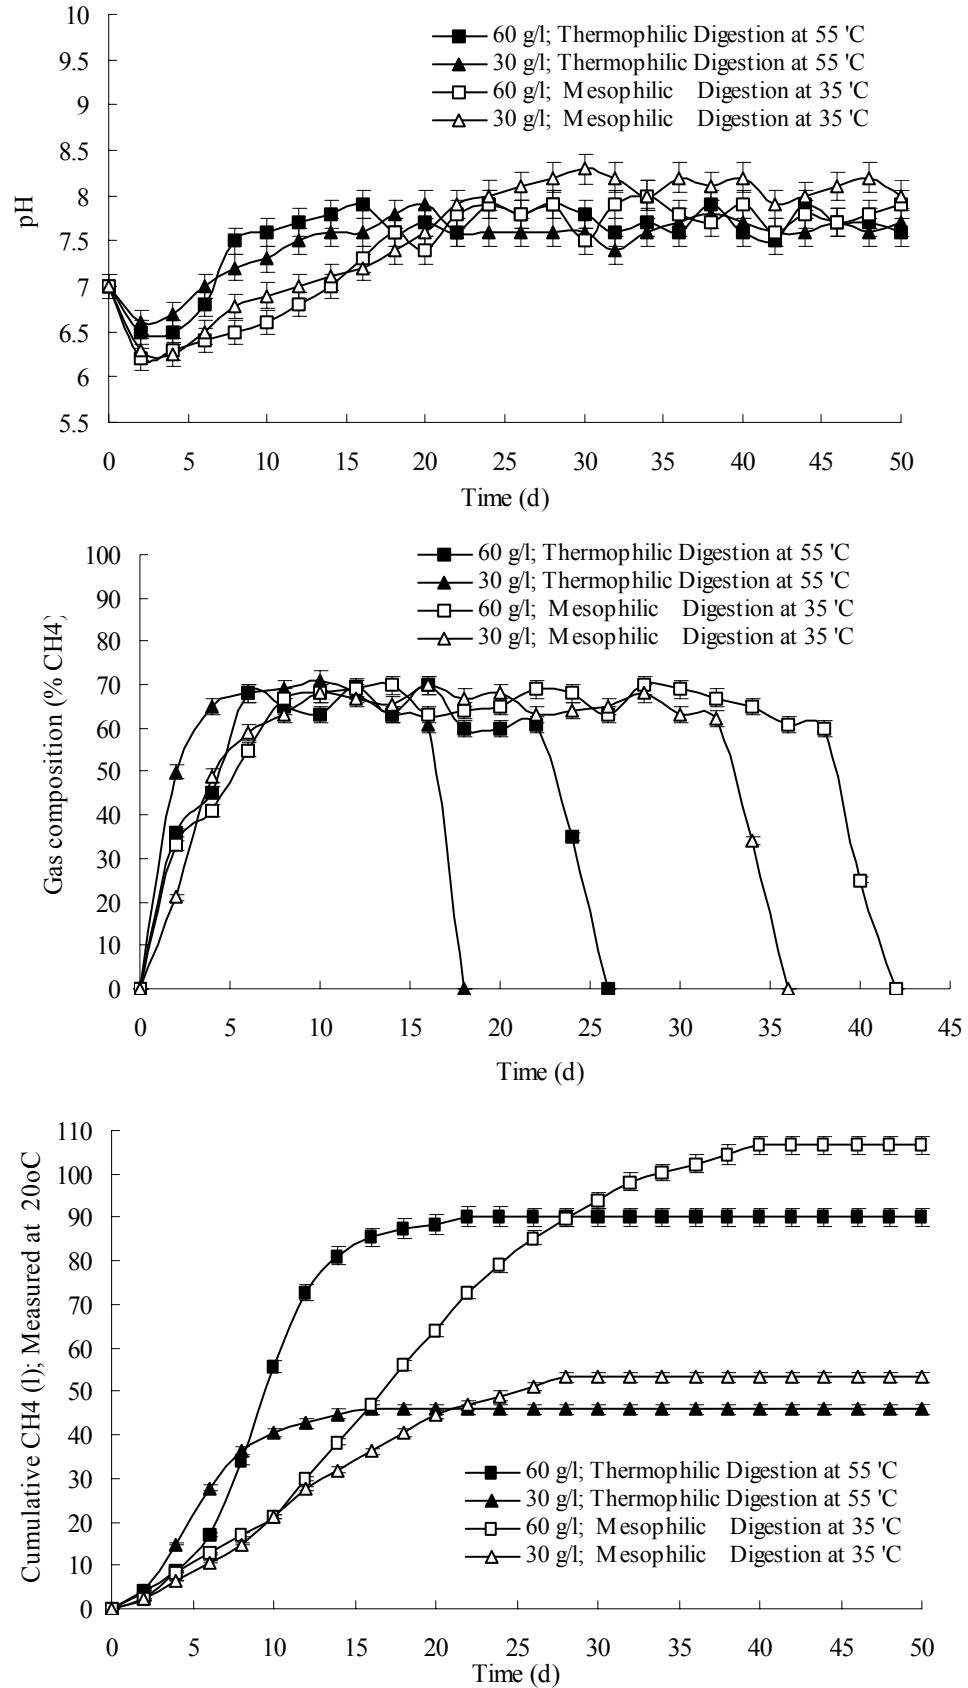 10
9.5
9
8.5
8
7.5
7
6.5
6
5.5
pH
60 g/l; Thermophilic Digestion at 55 'C
30 g/l; Thermophilic Digestion at 55 'C
60 g/l; Mesophilic Digestion at 35 'C
30 g/l; Mesophilic Digestion at 35 'C
0 5 10 15 20 25 30 35 40 45 50
Time (d)
100
90
80
70
60
50
40
30
20
10
0
Gas composition (% CH4)
60 g/l; Thermophilic Digestion at 55 'C
30 g/l; Thermophilic Digestion at 55 'C
60 g/l; Mesophilic Digestion at 35 'C
30 g/l; Mesophilic Digestion at 35 'C
0 5 10 15 20 25 30 35 40 45
Time (d)
110
100
90
80
70
60
50
40
30
20
10
0
Cumulative CH4 (l); Measured at 20oC
60 g/l; Thermophilic Digestion at 55 'C
30 g/l; Thermophilic Digestion at 55 'C
60 g/l; Mesophilic Digestion at 35 'C
30 g/l; Mesophilic Digestion at 35 'C
0 5 10 15 20 25 30 35 40 45 50
Time (d)